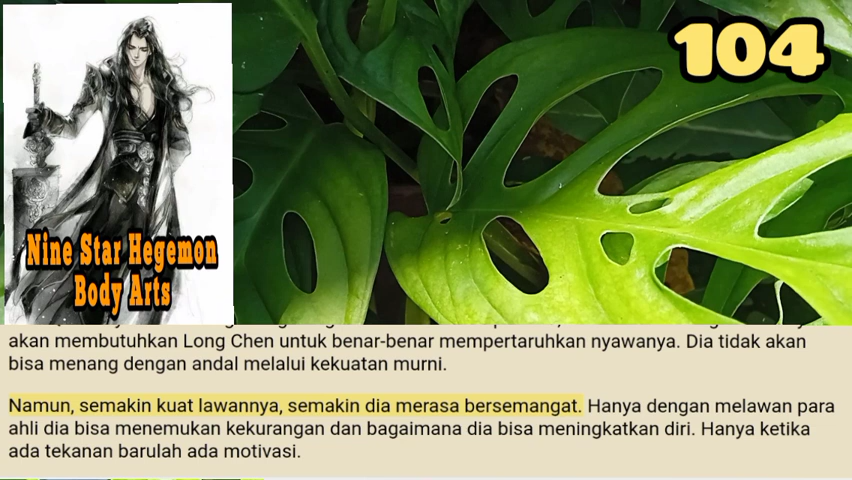 104
Nine Star Hegemon
Body Arts
akan membutuhkan Long Chen untuk benar-benar mempertaruhkan nyawanya. Dia tidak akan
bisa menang dengan andal melalui kekuatan murni.
Namun, semakin kuat lawannya, semakin dia merasa bersemangat. Hanya dengan melawan para
ahli dia bisa menemukan kekurangan dan bagaimana dia bisa meningkatkan diri. Hanya ketika
ada tekanan barulah ada motivasi.